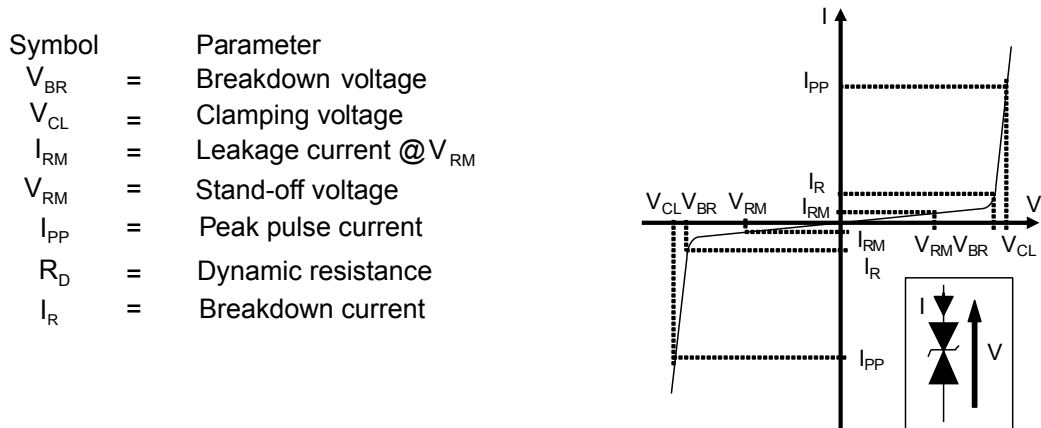 Symbol Parameter
VBR = Breakdown voltage
VCL = Clamping voltage
IRM = Leakage current @ VRM
VRM = Stand-off voltage
IPP = Peak pulse current
RD = Dynamic resistance
IR = Breakdown current
I
IPP
IR
IRM
VCL VBR VRM
V
IRM
IR
VRM VBR VCL
IPP
I
V